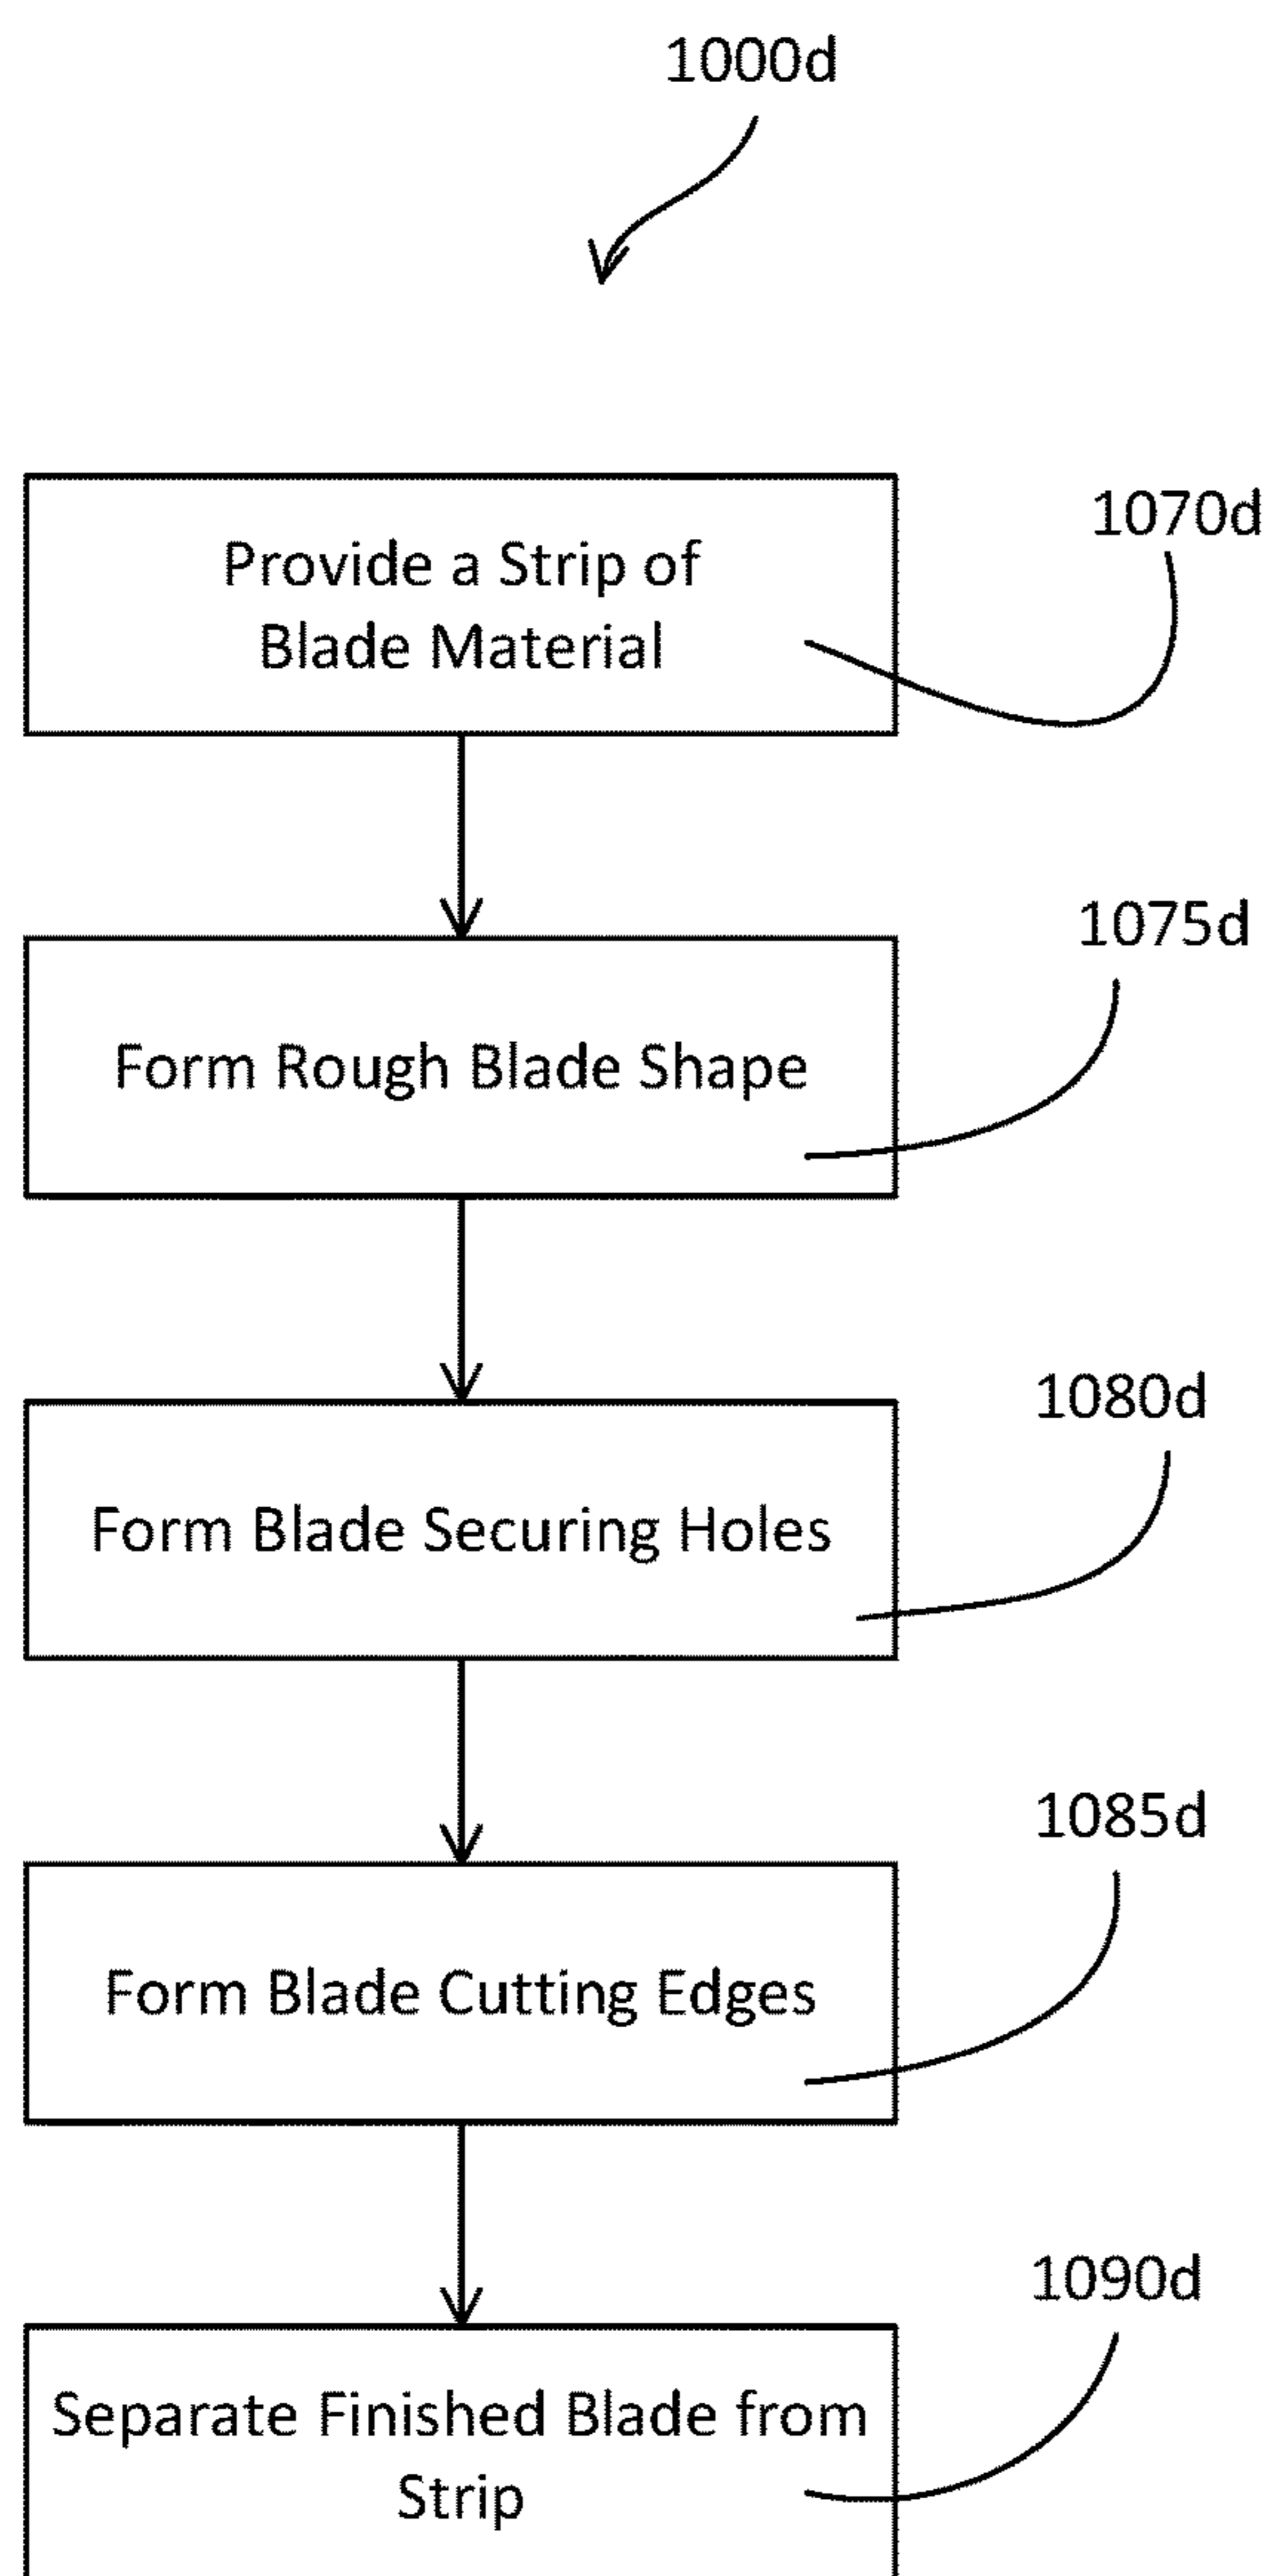 1000d
Provide a Strip of
Blade Material
1070d
Form Rough Blade Shape
1075d
Form Blade Securing Holes
1080d
Form Blade Cutting Edges
1085d
Separate Finished Blade from
Strip
1090d